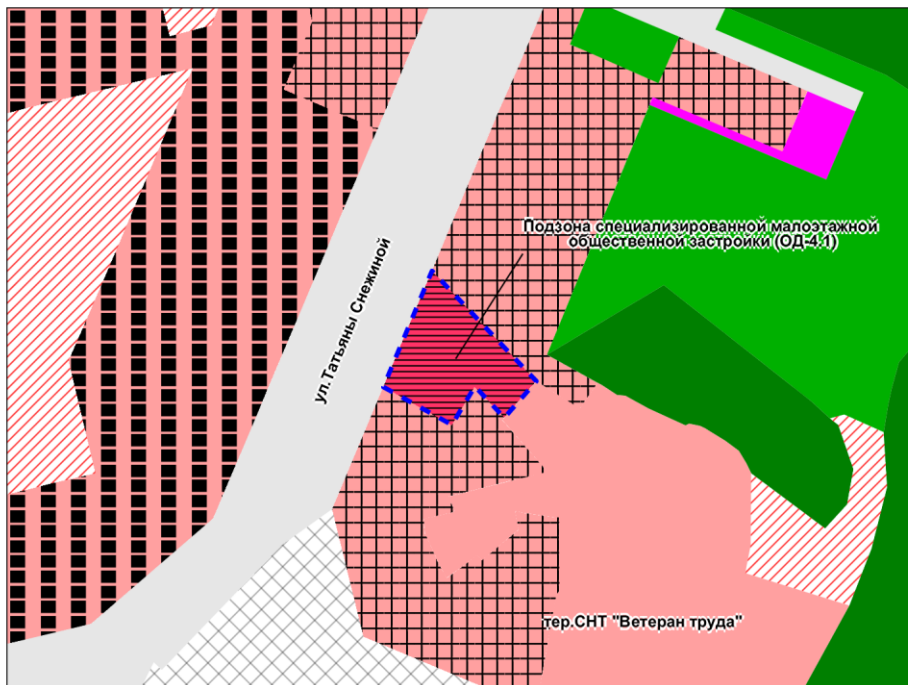 Подзона специализированной малоэтажной
общественной застройки (ОД-4.1)
ул.Татьяны Снежиной
тер.СНТ "Ветеран труда"